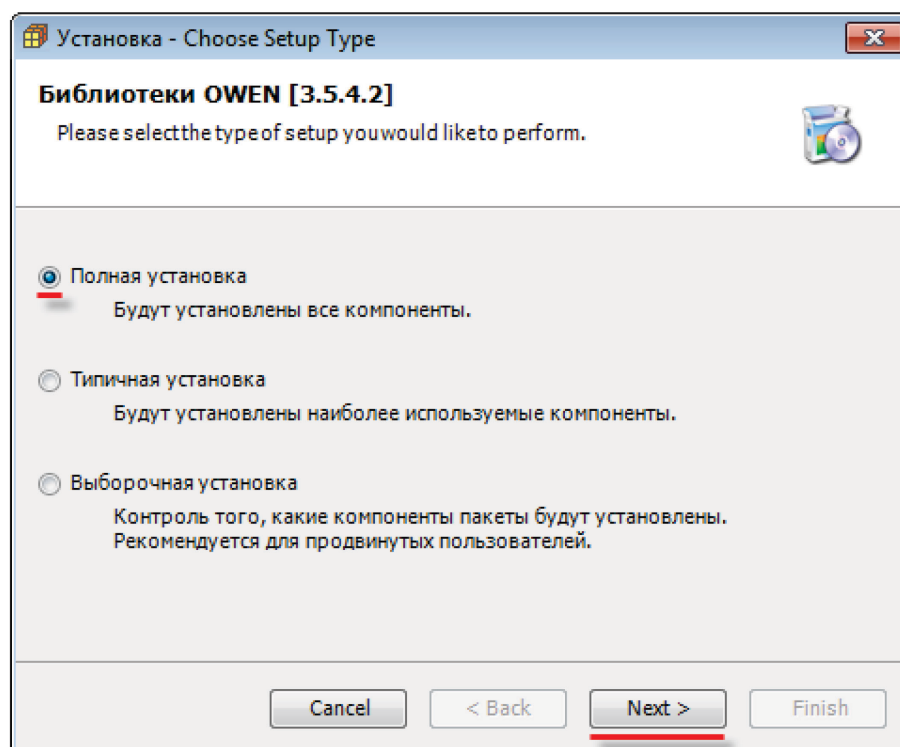 Установка - Choose Setup Type
Библиотеки OWEN [3.5.4.2]
Please select the type of setup you would like to perform.
Полная установка
Будут установлены все компоненты.
Типичная установка
Будут установлены наиболее используемые компоненты.
Выборочная установка
Контроль того, какие компоненты пакеты будут установлены.
Рекомендуется для продвинутых пользователей.
Cancel
< Back
Next >
Finish